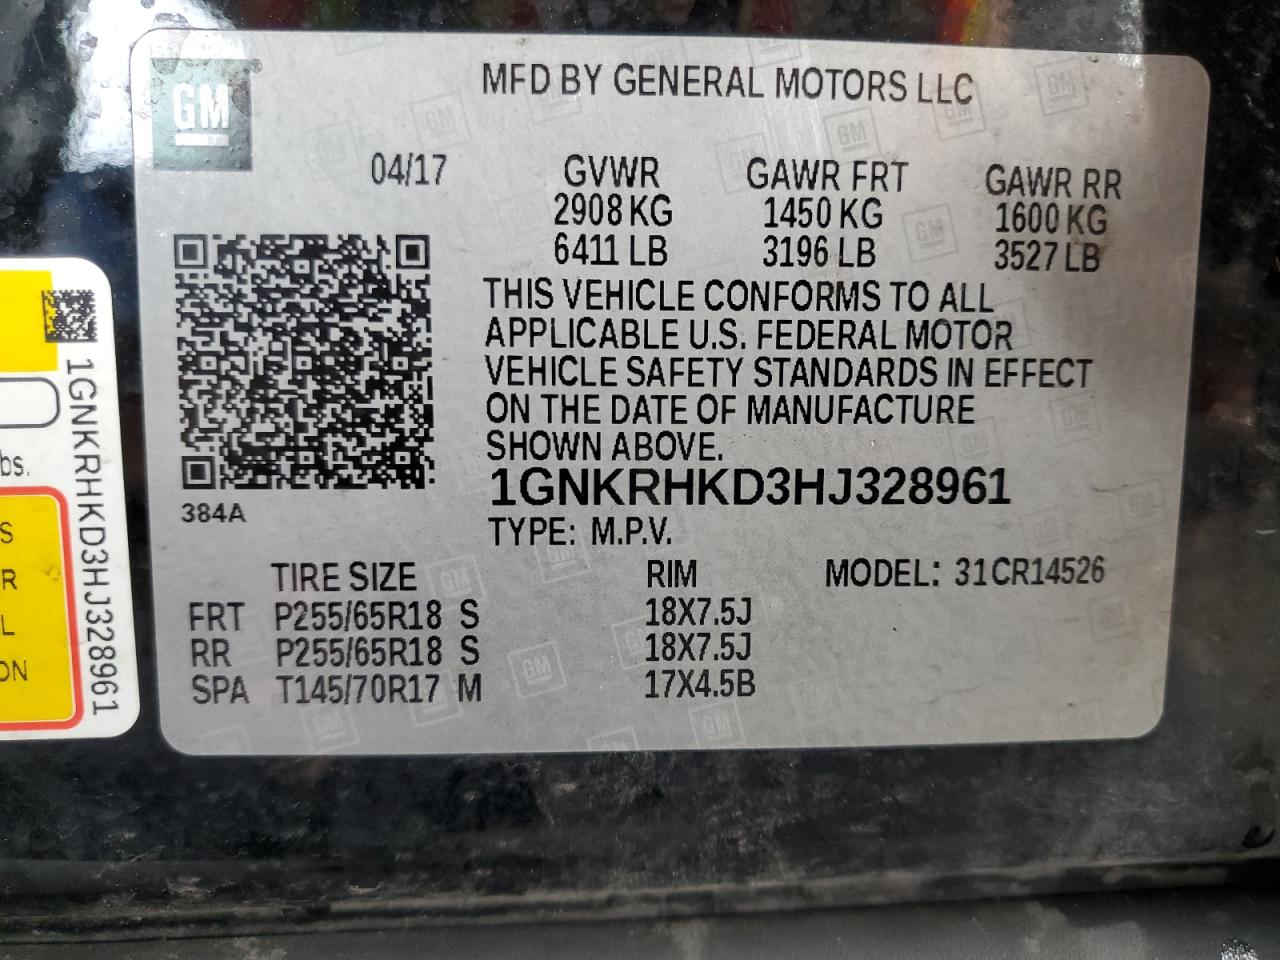 GM
MFD BY GENERAL MOTORS LLC
04/17 GVWR GAWR FRT GAWR RR
2908 KG 1450 KG 1600 KG
6411 LB 3196 LB 3527 LB
THIS VEHICLE CONFORMS TO ALL
APPLICABLE U.S. FEDERAL MOTOR
VEHICLE SAFETY STANDARDS IN EFFECT
ON THE DATE OF MANUFACTURE
SHOWN ABOVE.
1GNKRHKD3HJ328961
384A
TYPE: M.P.V.
TIRE SIZE RIM MODEL: 31CR14526
FRT P255/65R18 S 18X7.5J
RR P255/65R18 S 18X7.5J
SPA T145/70R17 M 17X4.5B
1GNKRHKD3HJ328961
bs.
S
R
L
ON